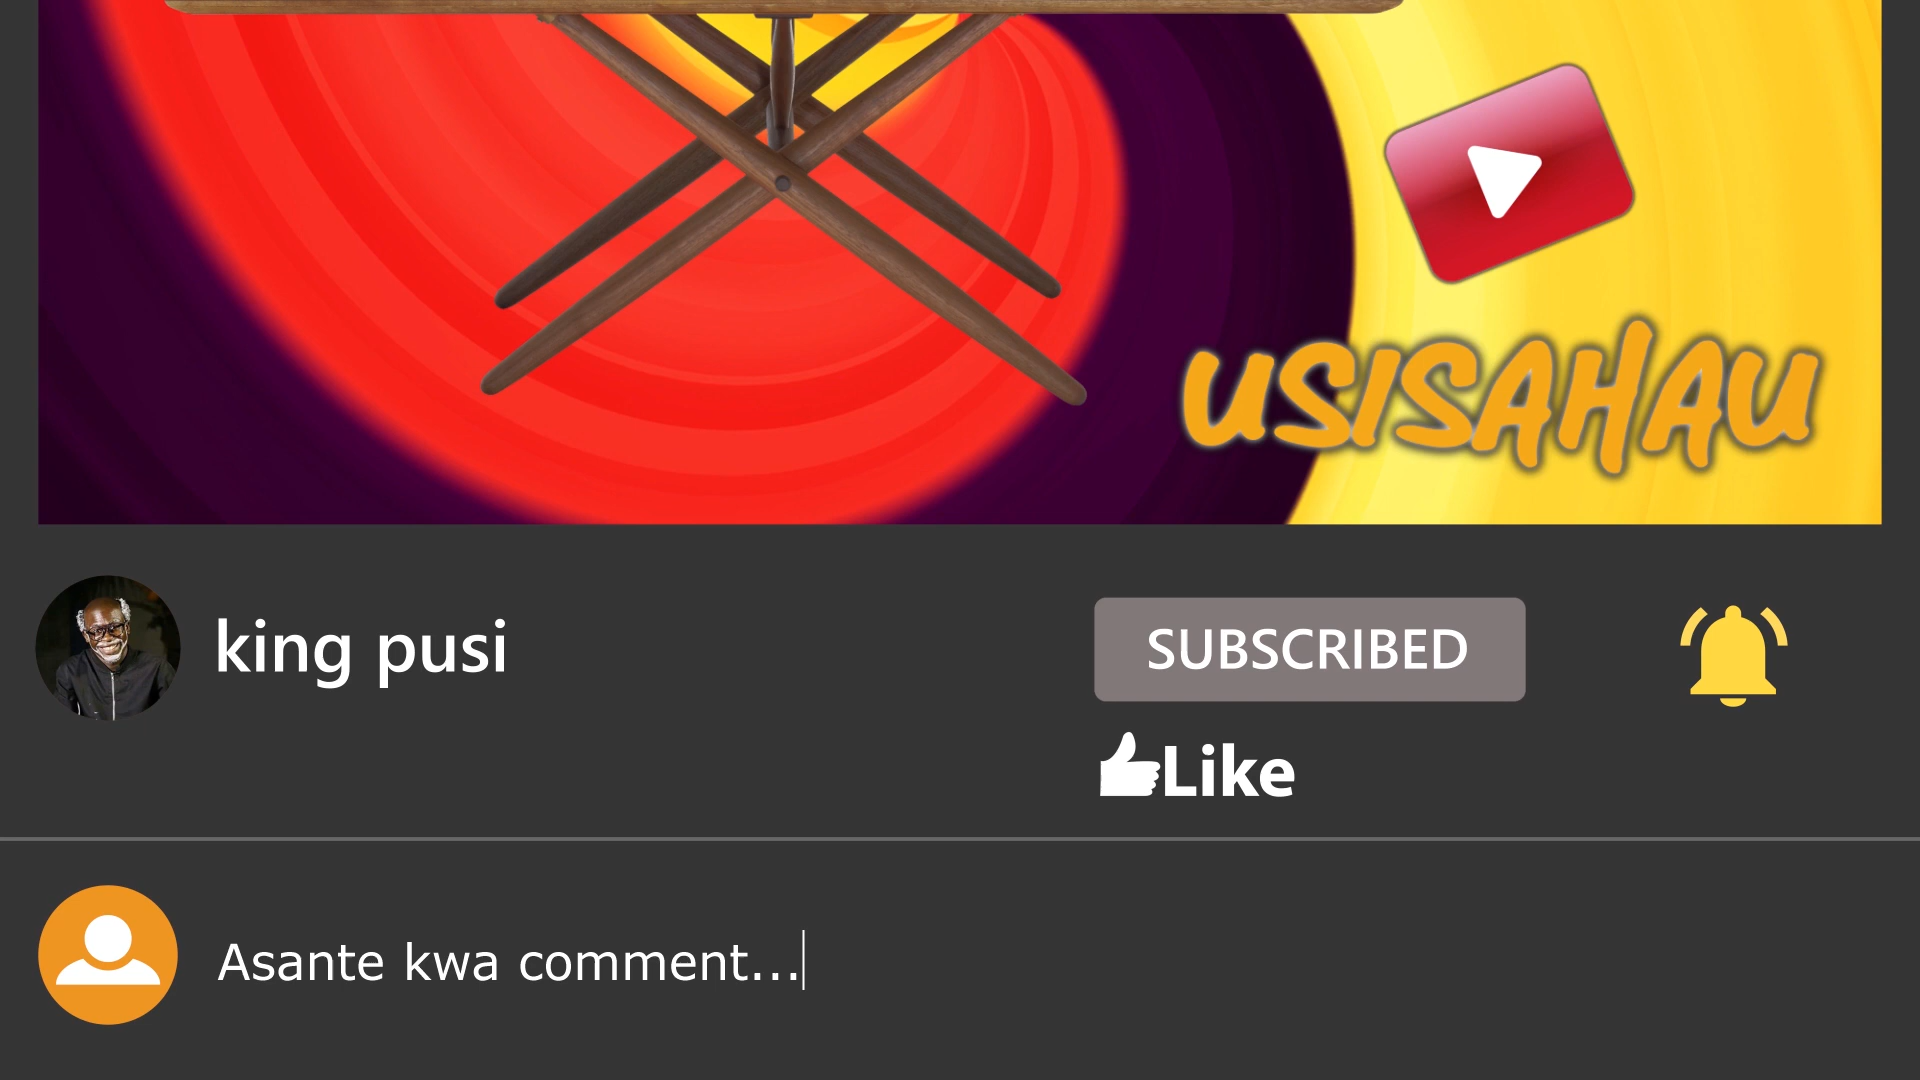 USISAHAU
king pusi
SUBSCRIBED
Like
Asante kwa comment...